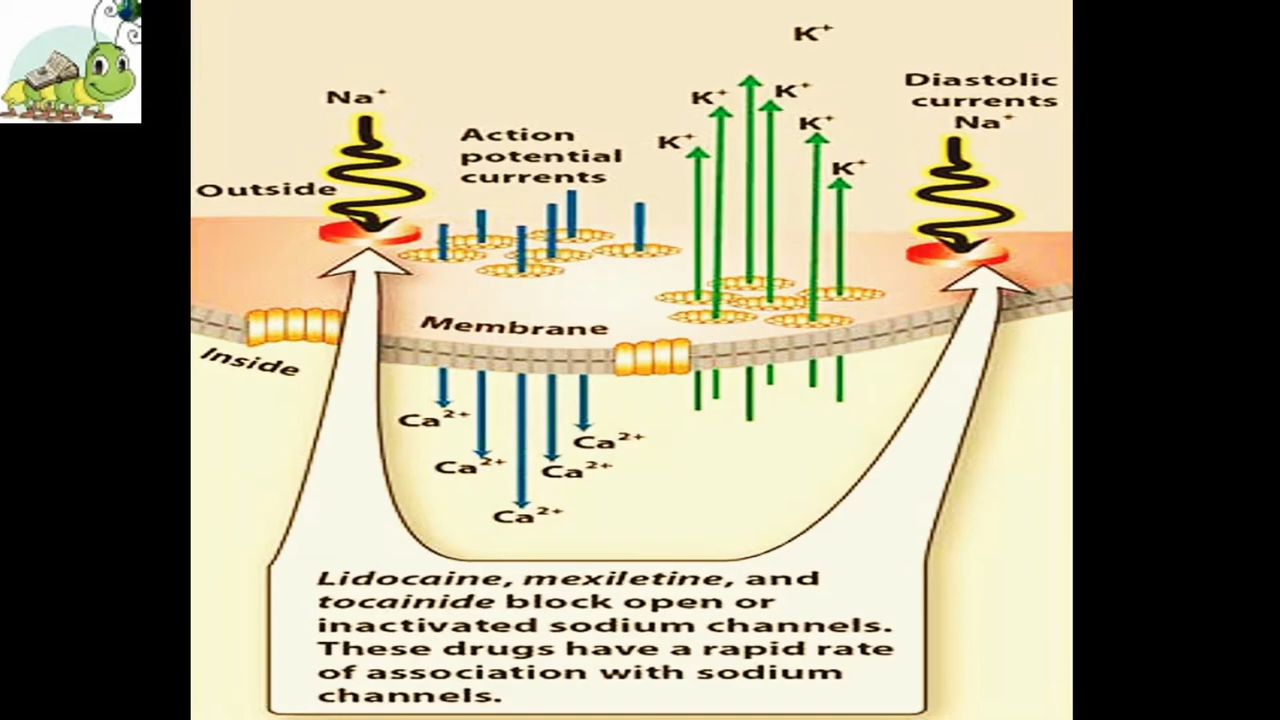 K⁺
Diastolic
currents
Na⁺
Na⁺
K⁺
K⁺
K⁺
K⁺
K⁺
Action
potential
currents
Outside
Membrane
Inside
Ca²⁺
Ca²⁺
Ca²⁺
Ca²⁺
Ca²⁺
Lidocaine, mexiletine, and
tocainide block open or
inactivated sodium channels.
These drugs have a rapid rate
of association with sodium
channels.